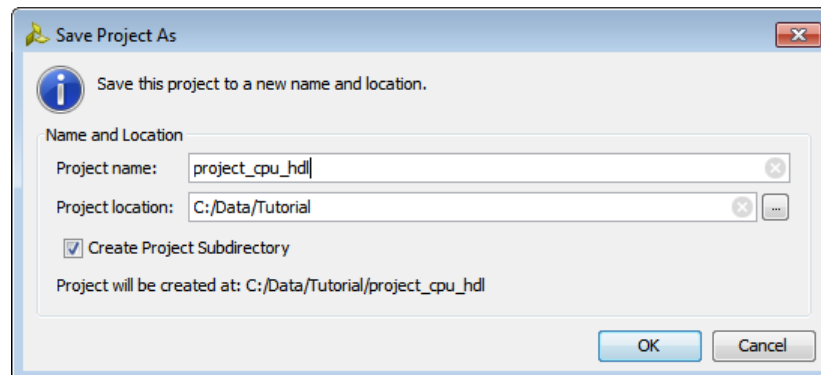 Save Project As
Save this project to a new name and location.
Name and Location
Project name: project_cpu_hdl
Project location: C:/Data/Tutorial ...
Create Project Subdirectory
Project will be created at: C:/Data/Tutorial/project_cpu_hdl
OK Cancel